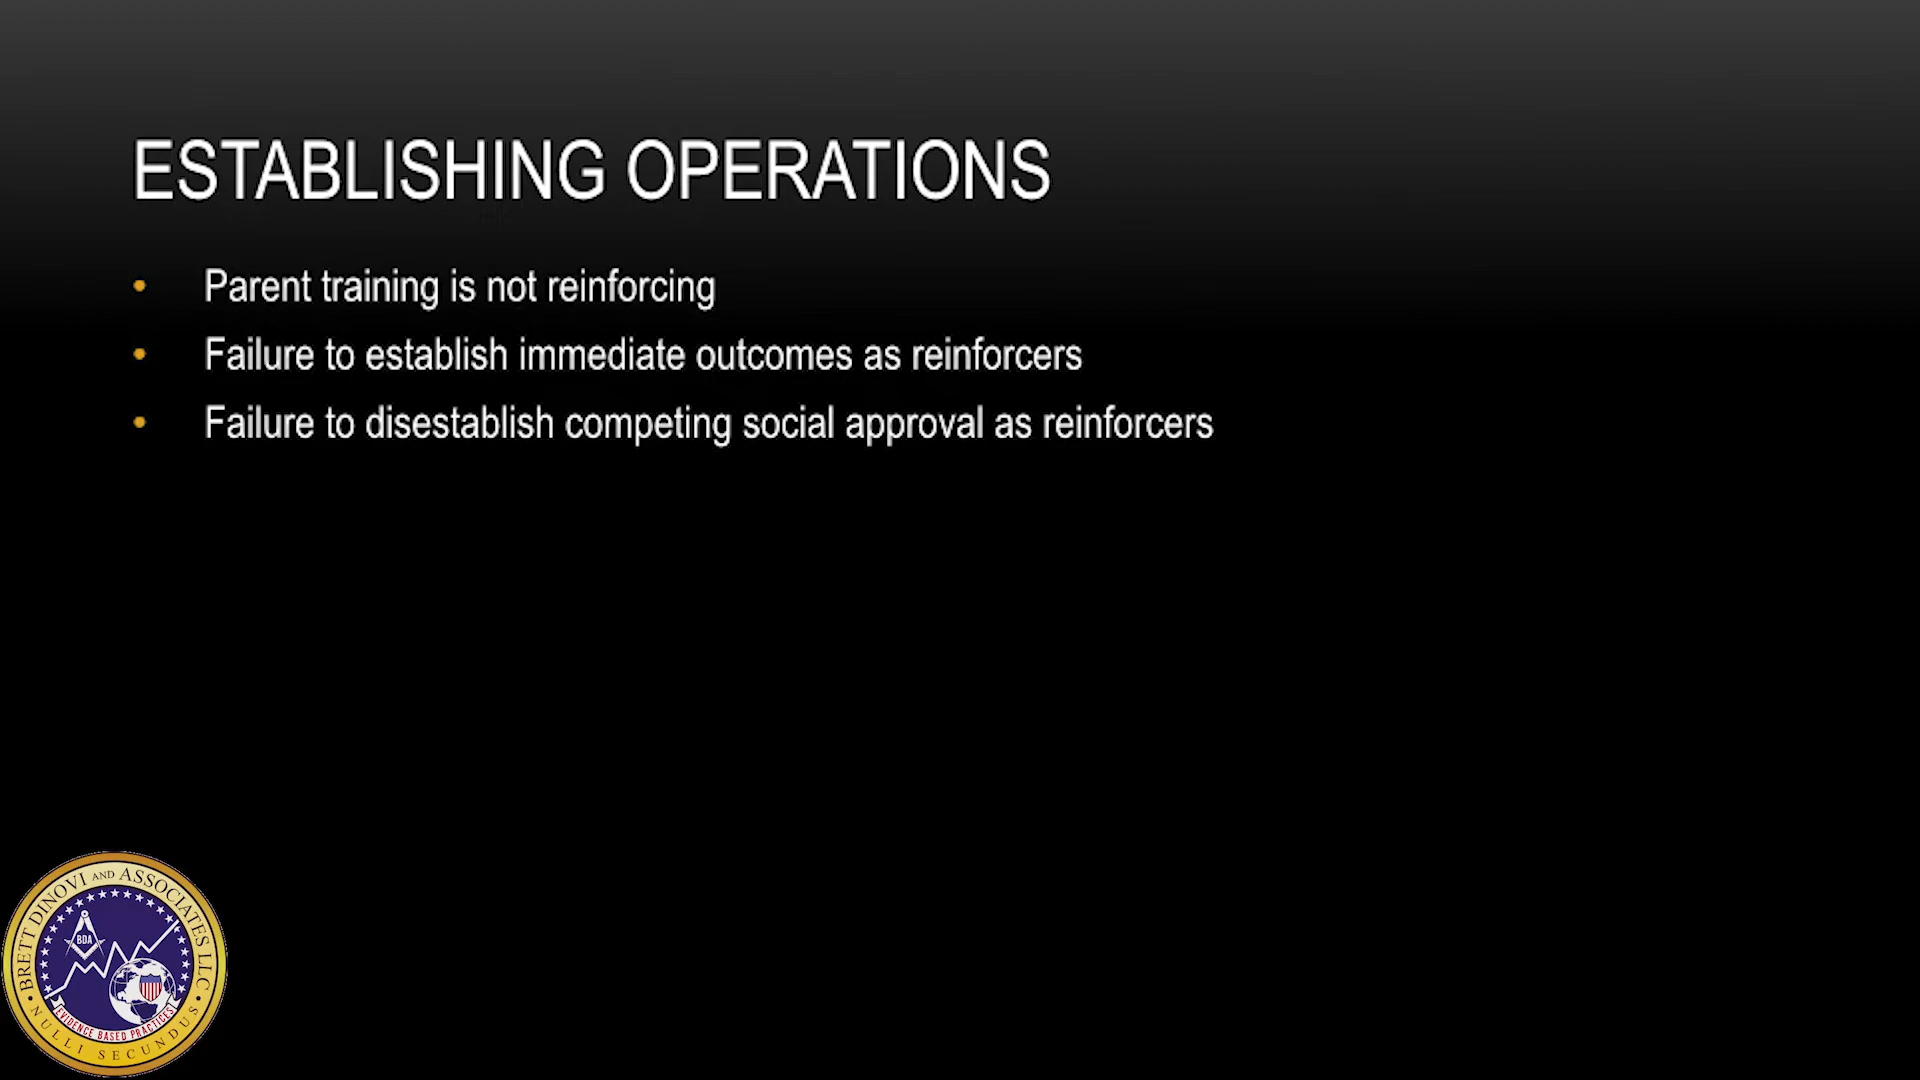 ESTABLISHING OPERATIONS
• Parent training is not reinforcing
• Failure to establish immediate outcomes as reinforcers
• Failure to disestablish competing social approval as reinforcers
BRETT DINOVI AND ASSOCIATES LLC
BDA
EVIDENCE BASED PRACTICES
• NULLI SECUNDUS •